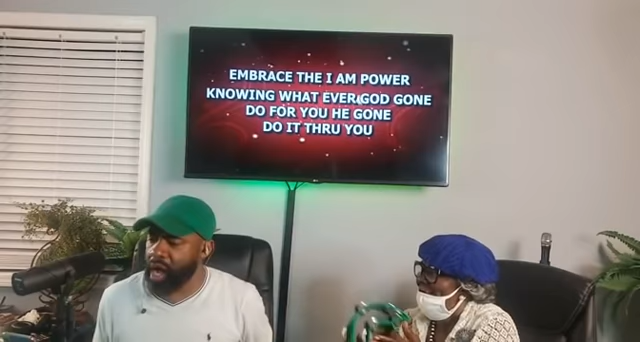 EMBRACE THE I AM POWER
KNOWING WHAT EVER GOD GONE
DO FOR YOU HE GONE
DO IT THRU YOU